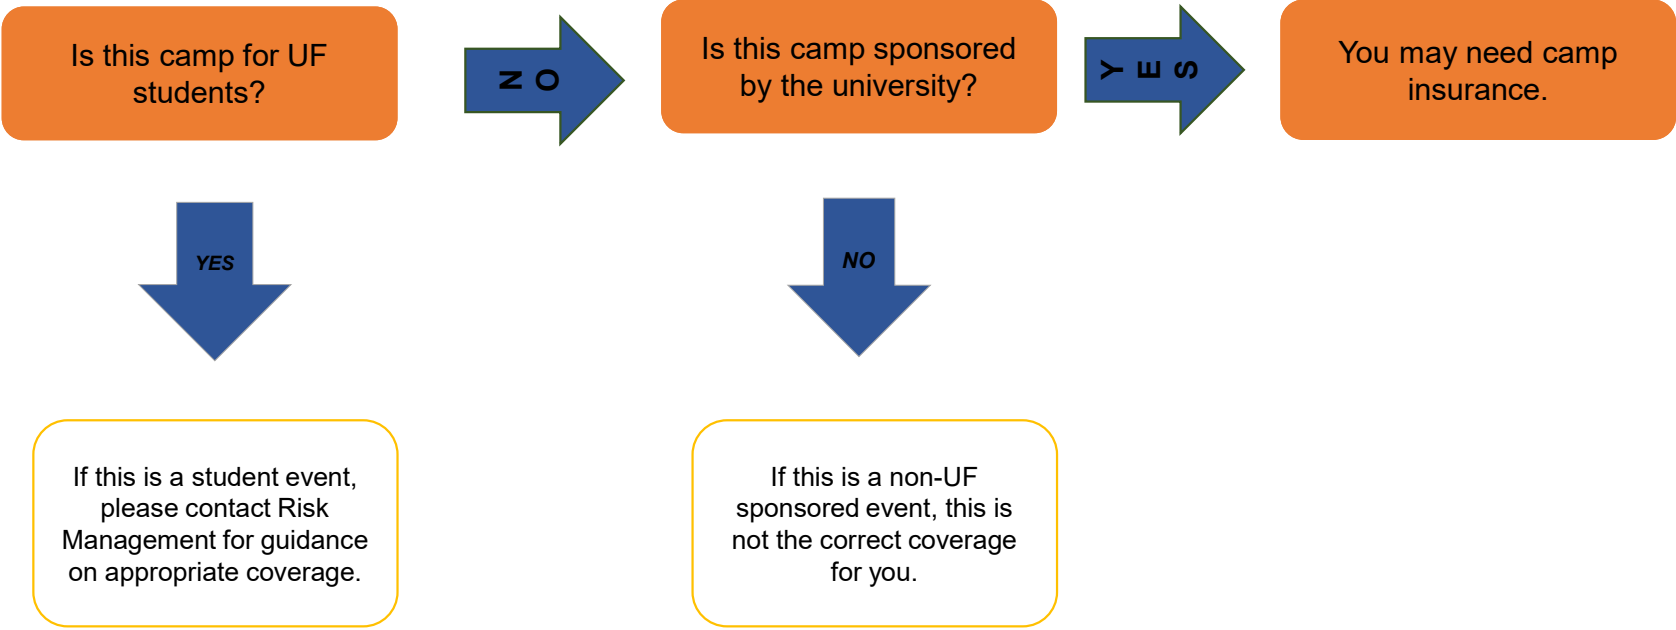 Is this camp for UF
students?
NO
Is this camp sponsored
by the university?
YES
You may need camp
insurance.
YES
NO
If this is a student event,
please contact Risk
Management for guidance
on appropriate coverage.
If this is a non-UF
sponsored event, this is
not the correct coverage
for you.